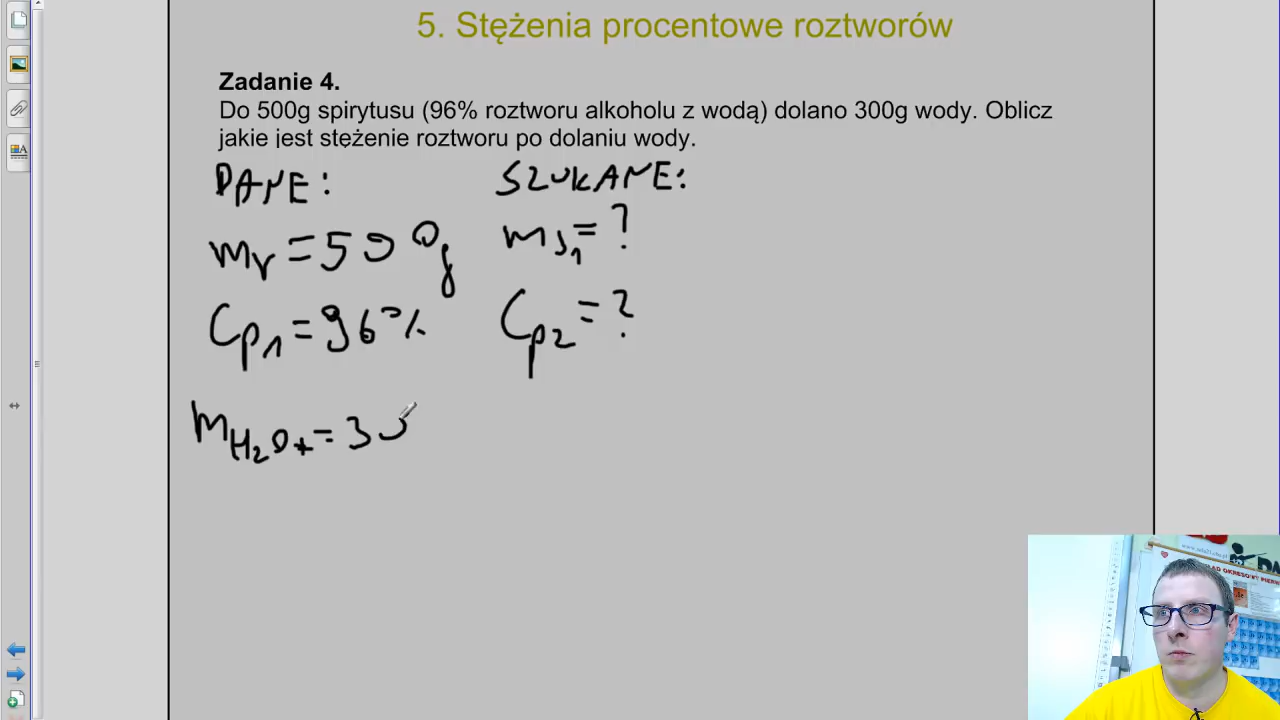 5. Stężenia procentowe roztworów
Zadanie 4.
Do 500g spirytusu (96% roztworu alkoholu z wodą) dolano 300g wody. Oblicz
jakie jest stężenie roztworu po dolaniu wody.
DANE:
mr = 500g
Cp1 = 96%
mH2O+ = 30
SZUKANE:
ms1 = ?
Cp2 = ?